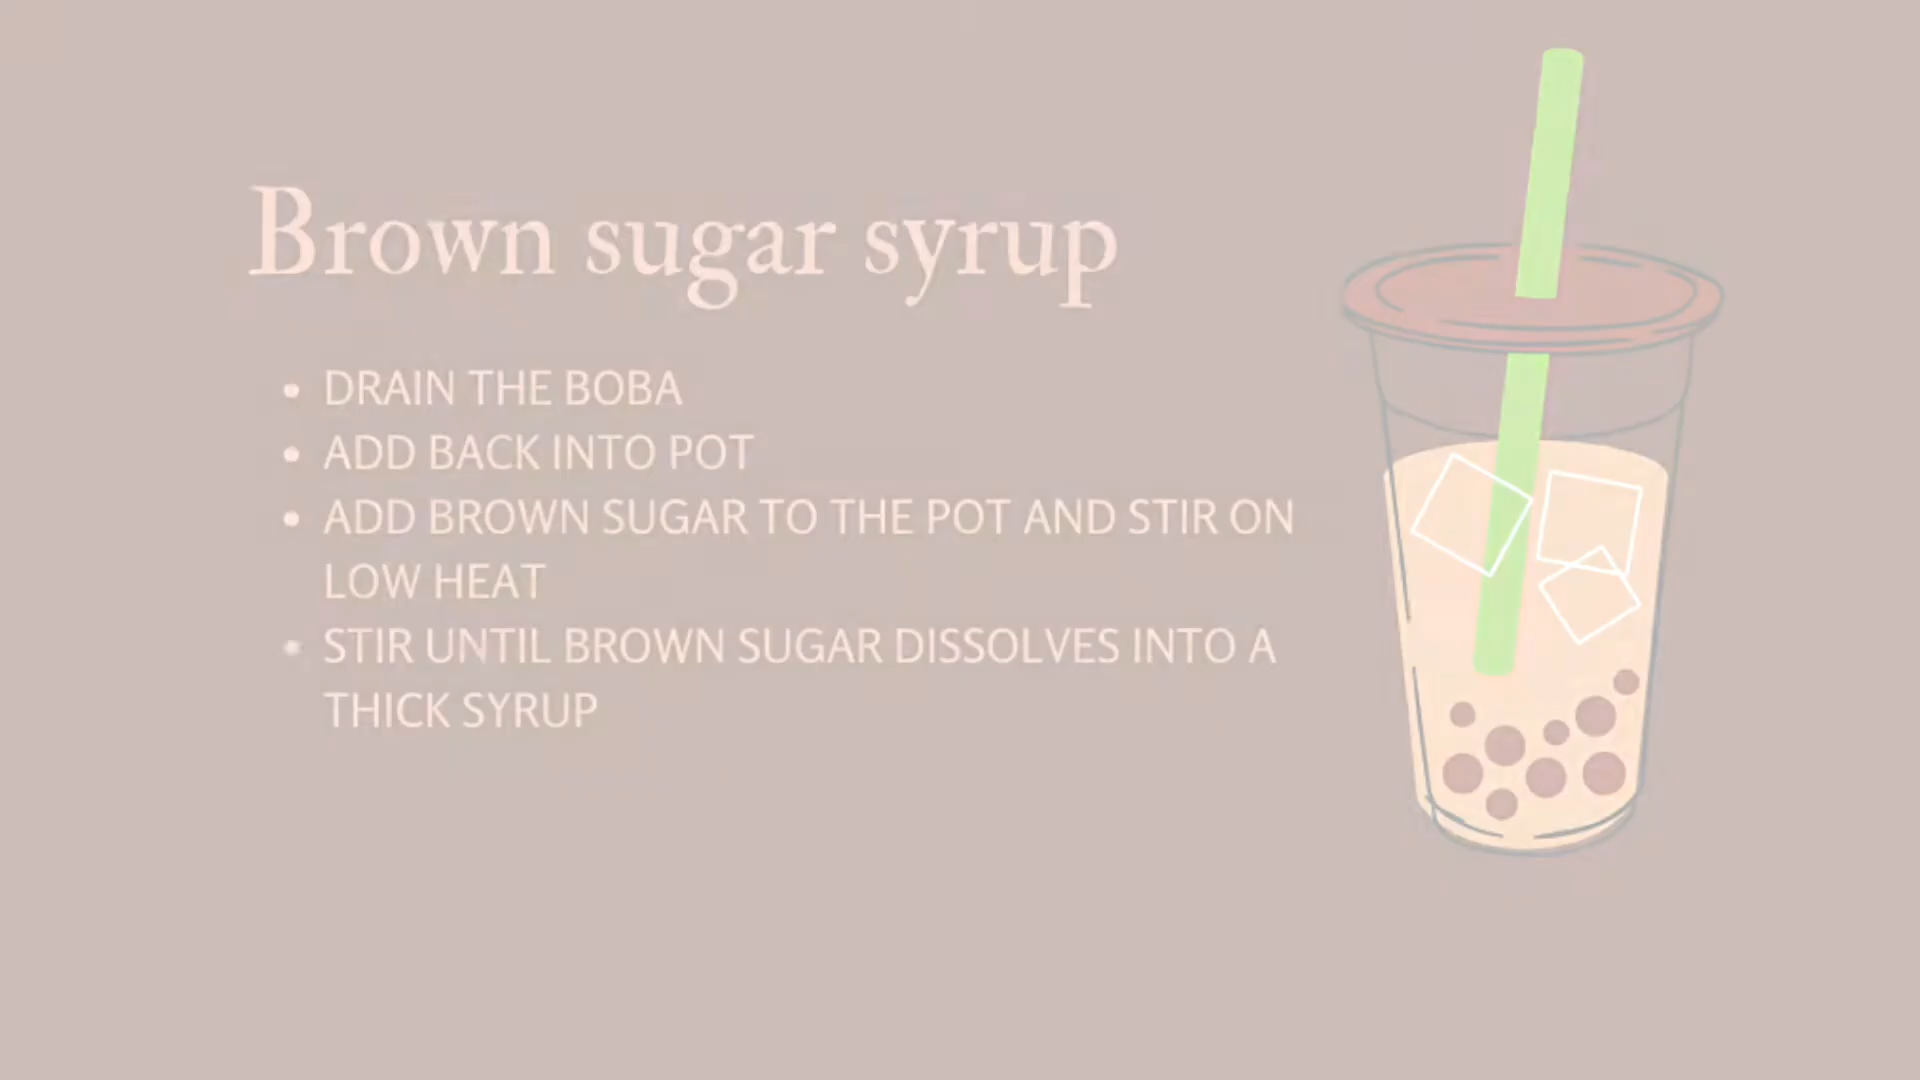 Brown sugar syrup
• DRAIN THE BOBA
• ADD BACK INTO POT
• ADD BROWN SUGAR TO THE POT AND STIR ON
LOW HEAT
• STIR UNTIL BROWN SUGAR DISSOLVES INTO A
THICK SYRUP